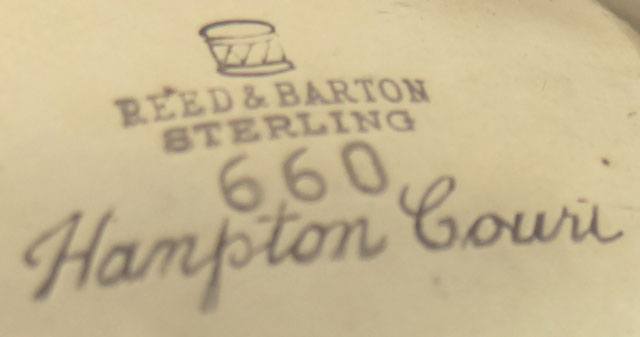 REED & BARTON
STERLING
660
Hampton Court